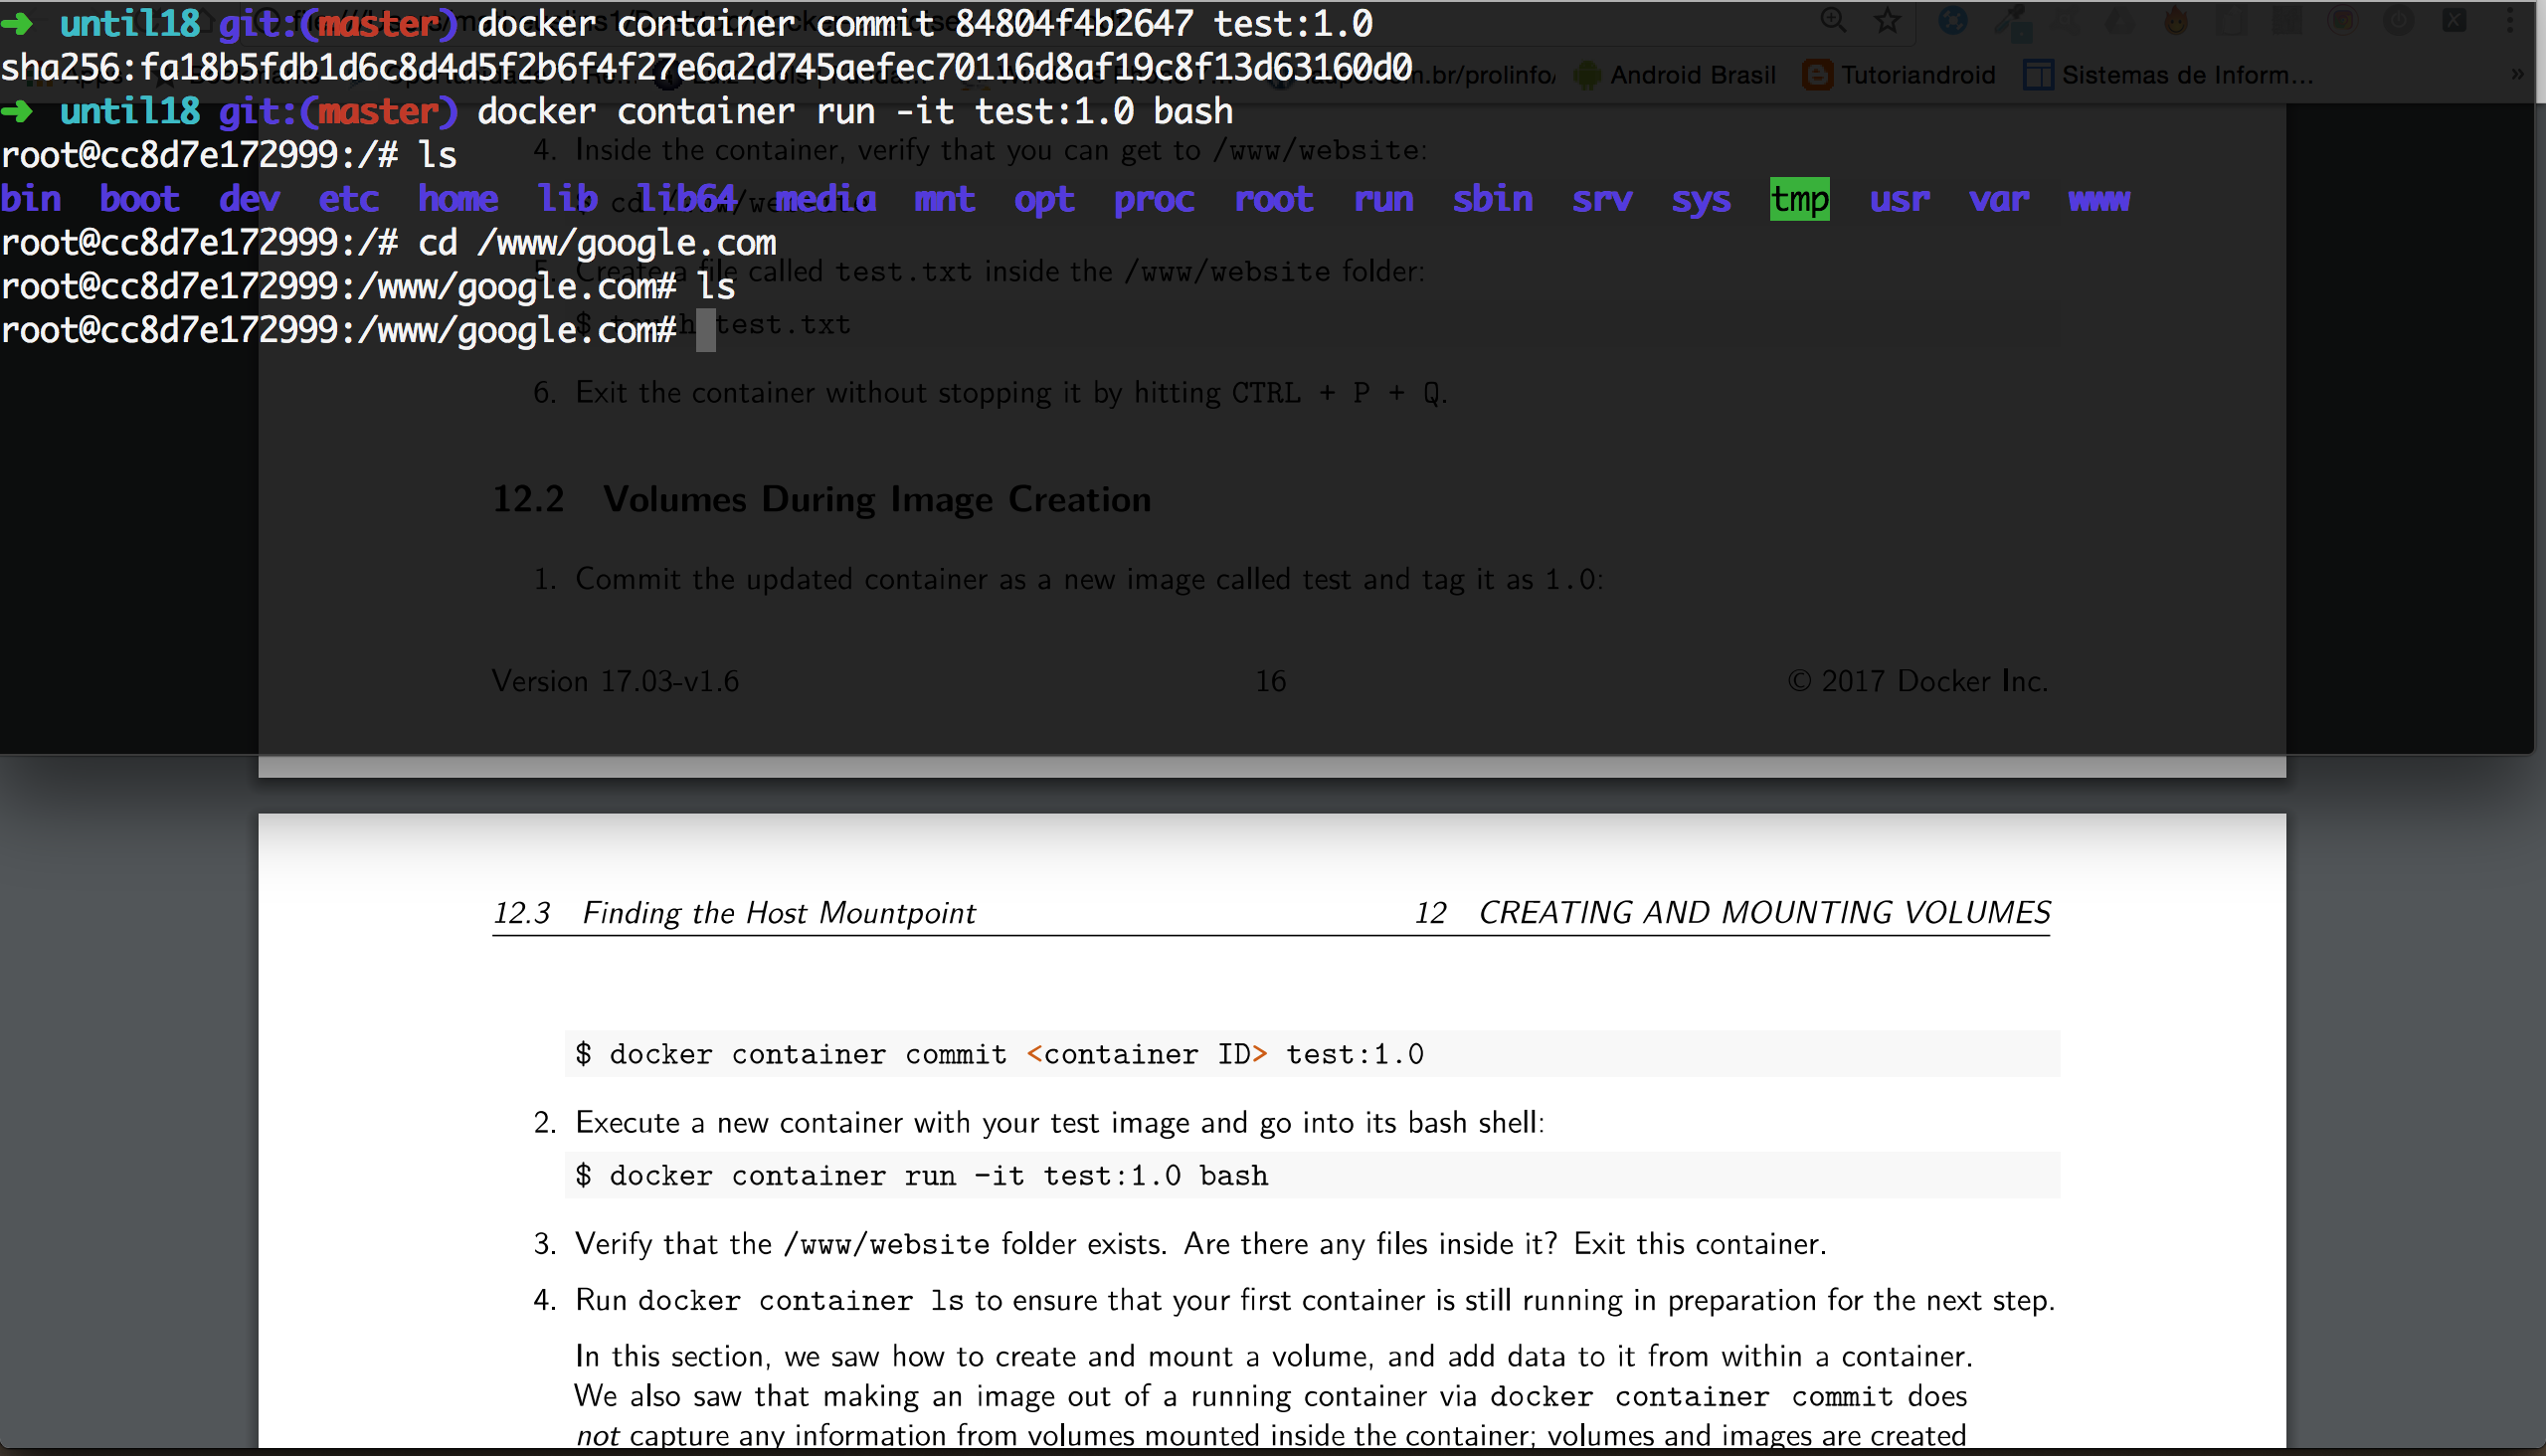 ➜ until18 git:(master) docker container commit 84804f4b2647 test:1.0
sha256:fa18b5fdb1d6c8d4d5f2b6f4f27e6a2d745aefec70116d8af19c8f13d63160d0
Android Brasil Tutoriandroid Sistemas de Inform... »
➜ until18 git:(master) docker container run -it test:1.0 bash
root@cc8d7e172999:/# ls
4. Inside the container, verify that you can get to /www/website:
bin boot dev etc home lib lib64 media mnt opt proc root run sbin srv sys tmp usr var www
root@cc8d7e172999:/# cd /www/google.com
5. Create a file called test.txt inside the /www/website folder:
root@cc8d7e172999:/www/google.com# ls
root@cc8d7e172999:/www/google.com#
test.txt
6. Exit the container without stopping it by hitting CTRL + P + Q.
12.2 Volumes During Image Creation
1. Commit the updated container as a new image called test and tag it as 1.0:
Version 17.03-v1.6 16 © 2017 Docker Inc.
12.3 Finding the Host Mountpoint 12 CREATING AND MOUNTING VOLUMES
$ docker container commit <container ID> test:1.0
2. Execute a new container with your test image and go into its bash shell:
$ docker container run -it test:1.0 bash
3. Verify that the /www/website folder exists. Are there any files inside it? Exit this container.
4. Run docker container ls to ensure that your first container is still running in preparation for the next step.
In this section, we saw how to create and mount a volume, and add data to it from within a container.
We also saw that making an image out of a running container via docker container commit does
not capture any information from volumes mounted inside the container; volumes and images are created